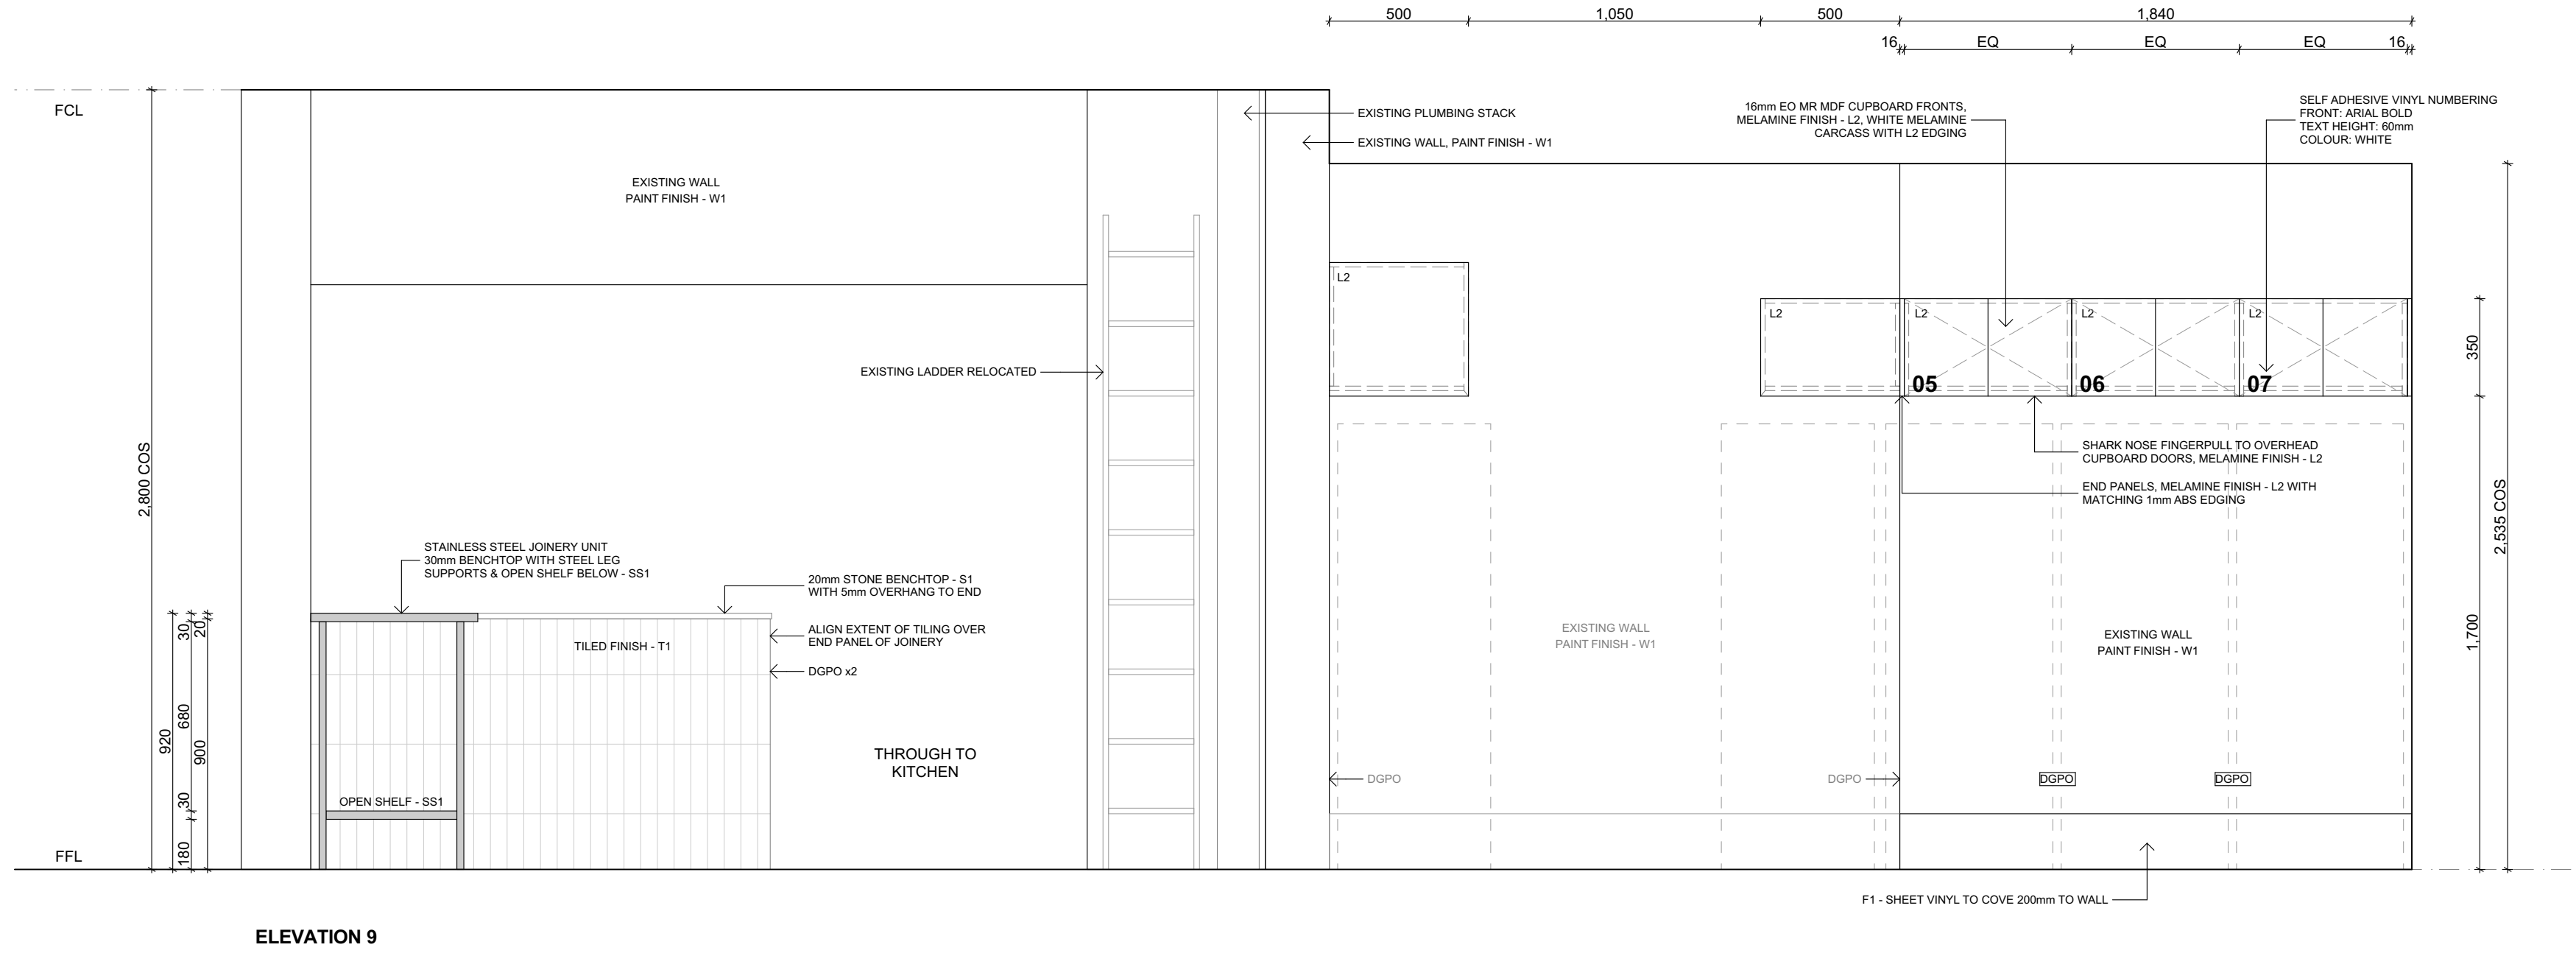 500
1,050
500
1,840
16
EQ
EQ
EQ
16
FCL
EXISTING PLUMBING STACK
EXISTING WALL, PAINT FINISH - W1
16mm EO MR MDF CUPBOARD FRONTS,
MELAMINE FINISH - L2, WHITE MELAMINE
CARCASS WITH L2 EDGING
SELF ADHESIVE VINYL NUMBERING
FRONT: ARIAL BOLD
TEXT HEIGHT: 60mm
COLOUR: WHITE
EXISTING WALL
PAINT FINISH - W1
L2
L2
L2
L2
L2
05
06
07
350
EXISTING LADDER RELOCATED
SHARK NOSE FINGERPULL TO OVERHEAD
CUPBOARD DOORS, MELAMINE FINISH - L2
END PANELS, MELAMINE FINISH - L2 WITH
MATCHING 1mm ABS EDGING
2,800 COS
2,535 COS
1,700
STAINLESS STEEL JOINERY UNIT
30mm BENCHTOP WITH STEEL LEG
SUPPORTS & OPEN SHELF BELOW - SS1
20mm STONE BENCHTOP - S1
WITH 5mm OVERHANG TO END
ALIGN EXTENT OF TILING OVER
END PANEL OF JOINERY
TILED FINISH - T1
DGPO x2
EXISTING WALL
PAINT FINISH - W1
EXISTING WALL
PAINT FINISH - W1
920
30
20
680
900
30
180
THROUGH TO
KITCHEN
OPEN SHELF - SS1
DGPO
DGPO
DGPO
DGPO
FFL
F1 - SHEET VINYL TO COVE 200mm TO WALL
ELEVATION 9